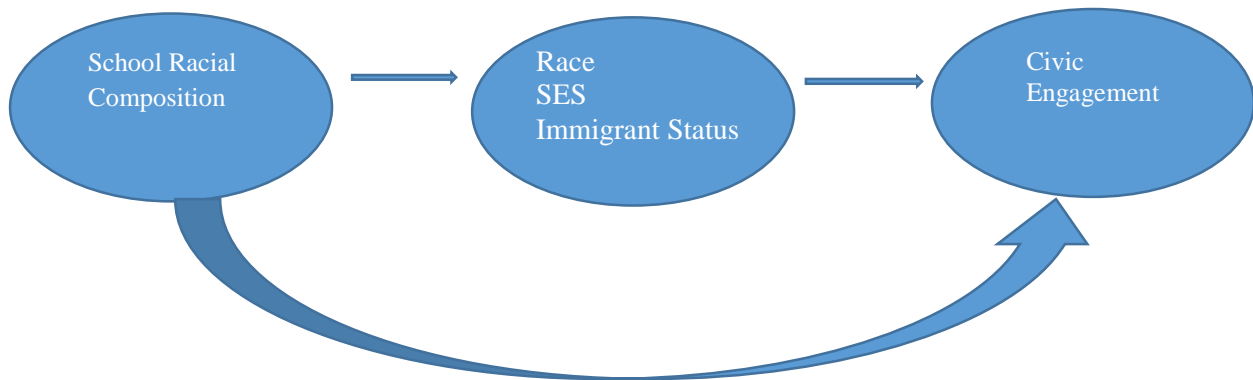 School Racial
Composition
Race
SES
Immigrant Status
Civic
Engagement